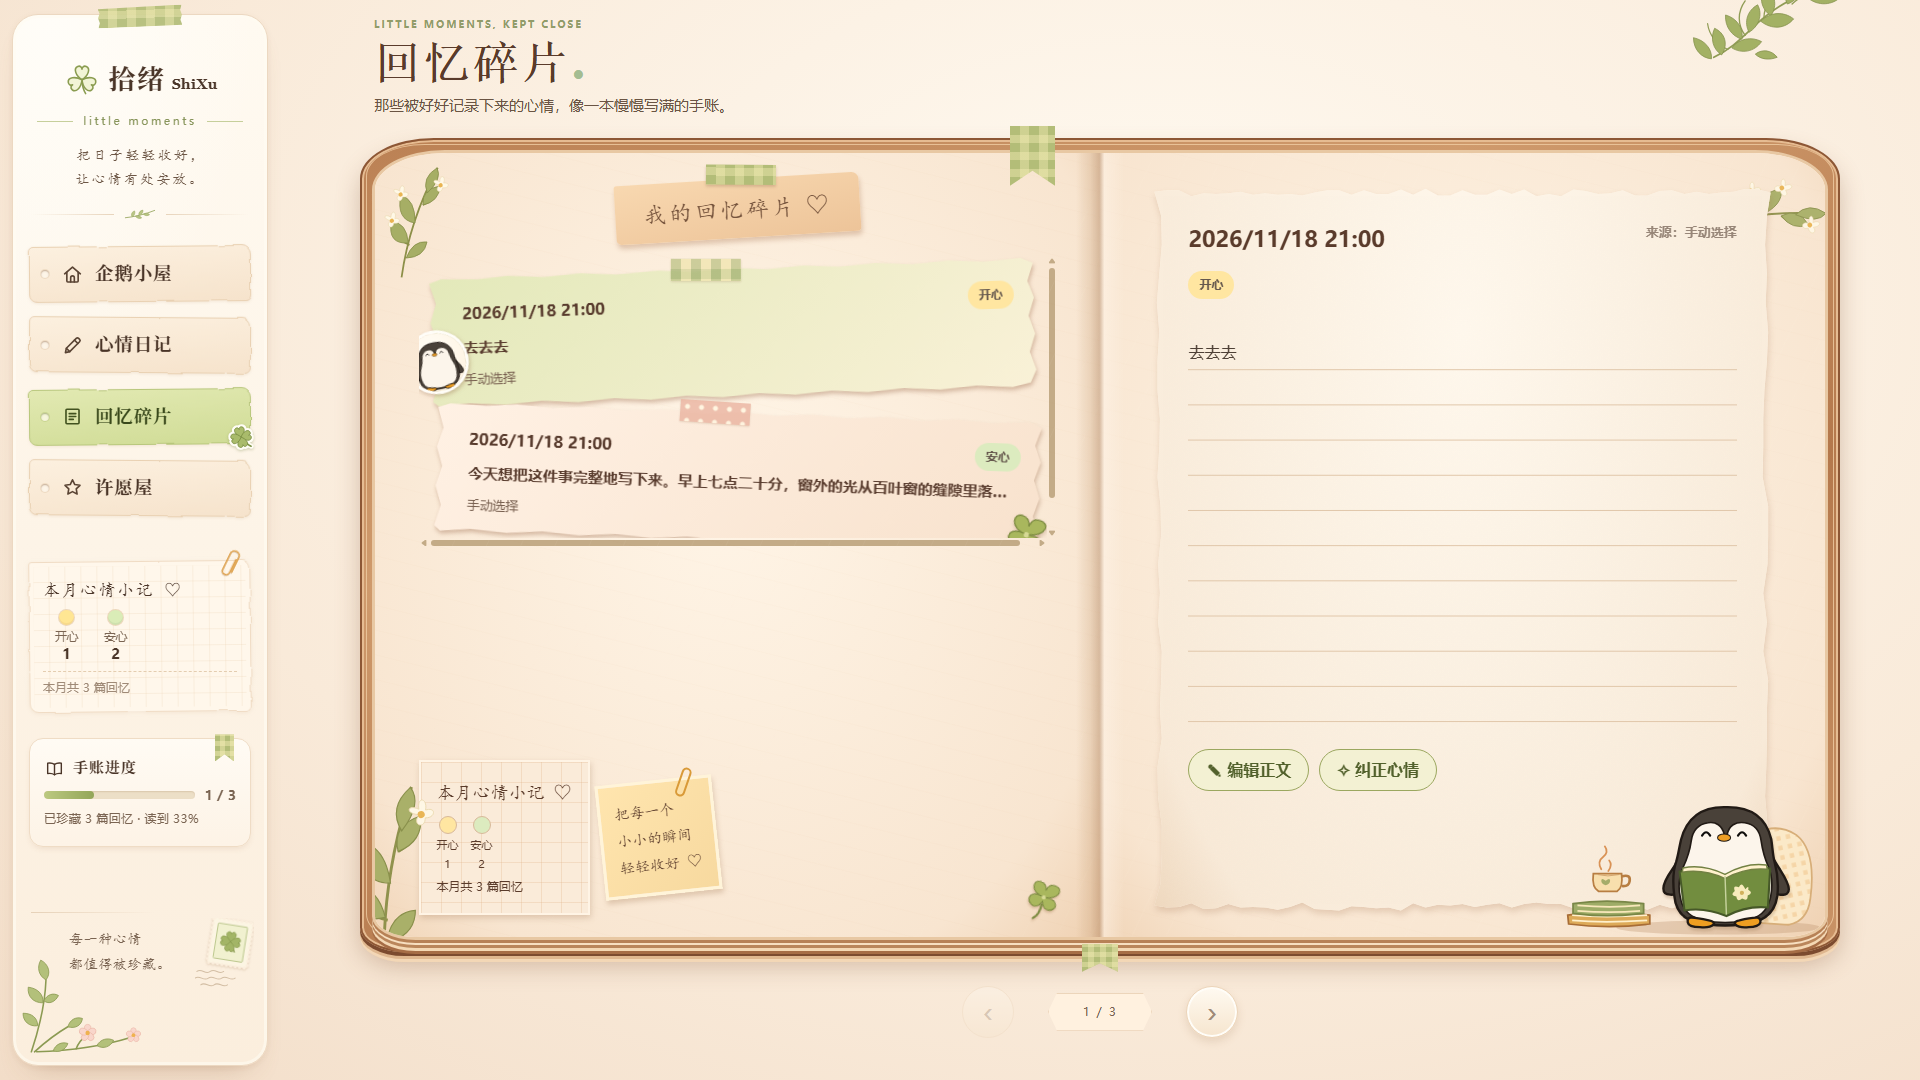 拾绪 ShiXu
little moments
把日子轻轻收好，
让心情有处安放。
企鹅小屋
心情日记
回忆碎片
许愿屋
本月心情小记 ♡
开心 安心
1 2
本月共 3 篇回忆
手账进度
1 / 3
已珍藏 3 篇回忆 · 读到 33%
每一种心情
都值得被珍藏。
LITTLE MOMENTS, KEPT CLOSE
回忆碎片
那些被好好记录下来的心情，像一本慢慢写满的手账。
我的回忆碎片 ♡
2026/11/18 21:00
开心
去去去
手动选择
2026/11/18 21:00
安心
今天想把这件事完整地写下来。早上七点二十分，窗外的光从百叶窗的缝隙里落...
手动选择
本月心情小记 ♡
开心 安心
1 2
本月共 3 篇回忆
把每一个
小小的瞬间
轻轻收好 ♡
2026/11/18 21:00
来源：手动选择
开心
去去去
编辑正文
纠正心情
1 / 3